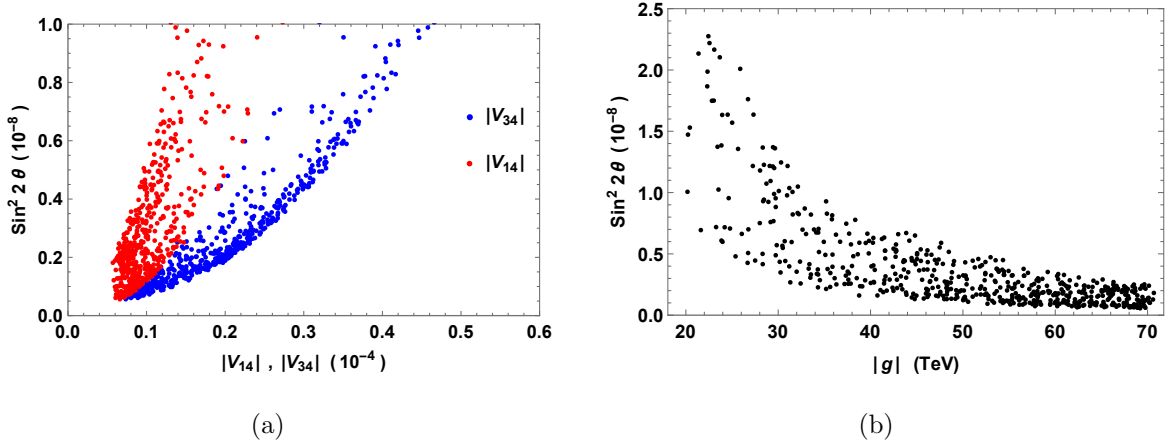 1.0
0.8
0.6
0.4
0.2
0.0
Sin² 2θ (10⁻⁸)
|V₃₄|
|V₁₄|
0.0 0.1 0.2 0.3 0.4 0.5 0.6
|V₁₄| , |V₃₄| (10⁻⁴)
(a)
2.5
2.0
1.5
1.0
0.5
0.0
Sin² 2θ (10⁻⁸)
20 30 40 50 60 70
|g| (TeV)
(b)